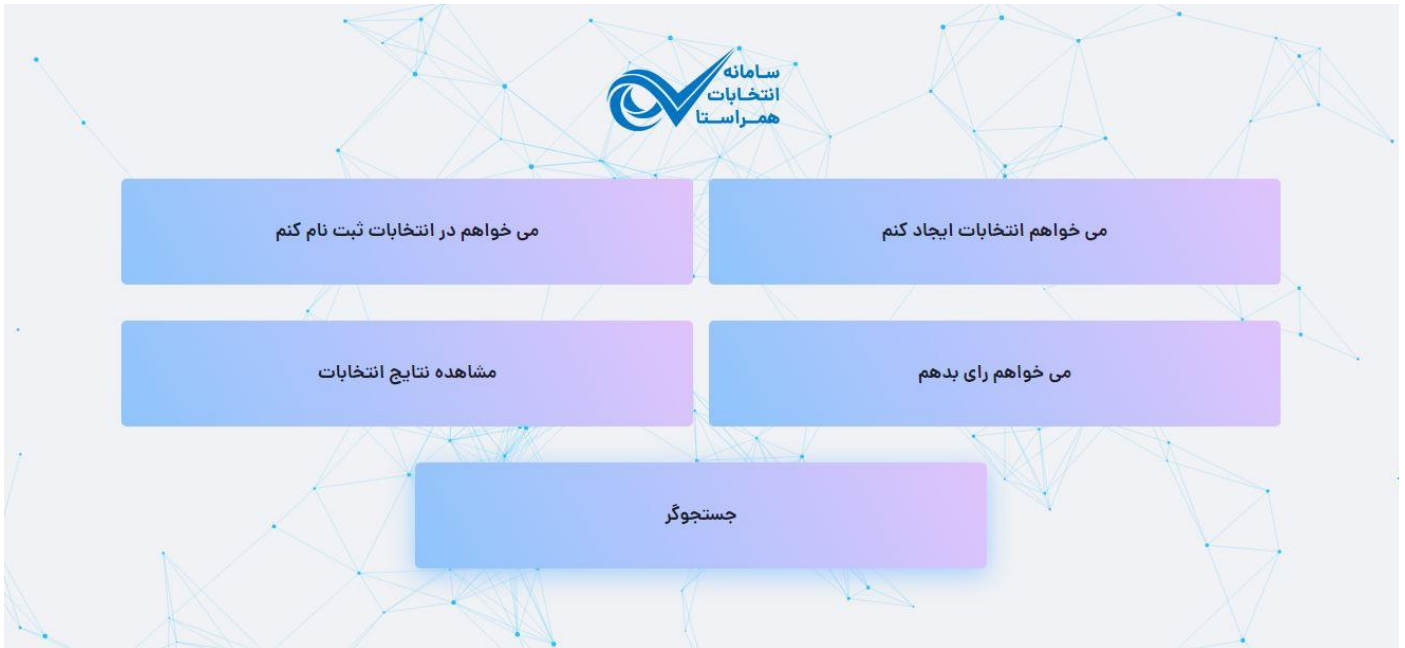 سامانه
انتخابات
همراستا
می خواهم انتخابات ایجاد کنم
می خواهم در انتخابات ثبت نام کنم
می خواهم رای بدهم
مشاهده نتایج انتخابات
جستجوگر